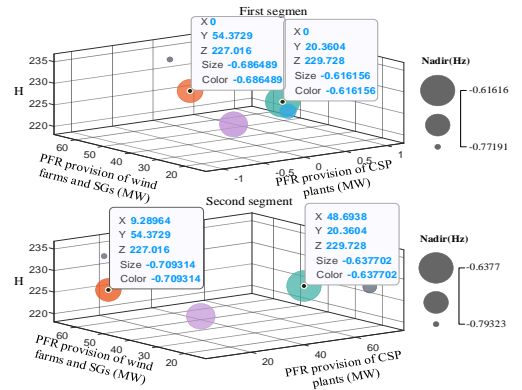 First segmen
X 0
Y 54.3729
Z 227.016
Size -0.686489
Color -0.686489
X 0
Y 20.3604
Z 229.728
Size -0.616156
Color -0.616156
235
230
225
220
H
60
50
40
30
20
-1
-0.5
0
0.5
1
PFR provision of wind
farms and SGs (MW)
PFR provision of CSP
plants (MW)
Nadir(Hz)
-0.61616
-0.77191
Second segment
X 9.28964
Y 54.3729
Z 227.016
Size -0.709314
Color -0.709314
X 48.6938
Y 20.3604
Z 229.728
Size -0.637702
Color -0.637702
235
230
225
220
H
60
50
40
30
20
20
40
60
PFR provision of wind
farms and SGs (MW)
PFR provision of CSP
plants (MW)
Nadir(Hz)
-0.6377
-0.79323